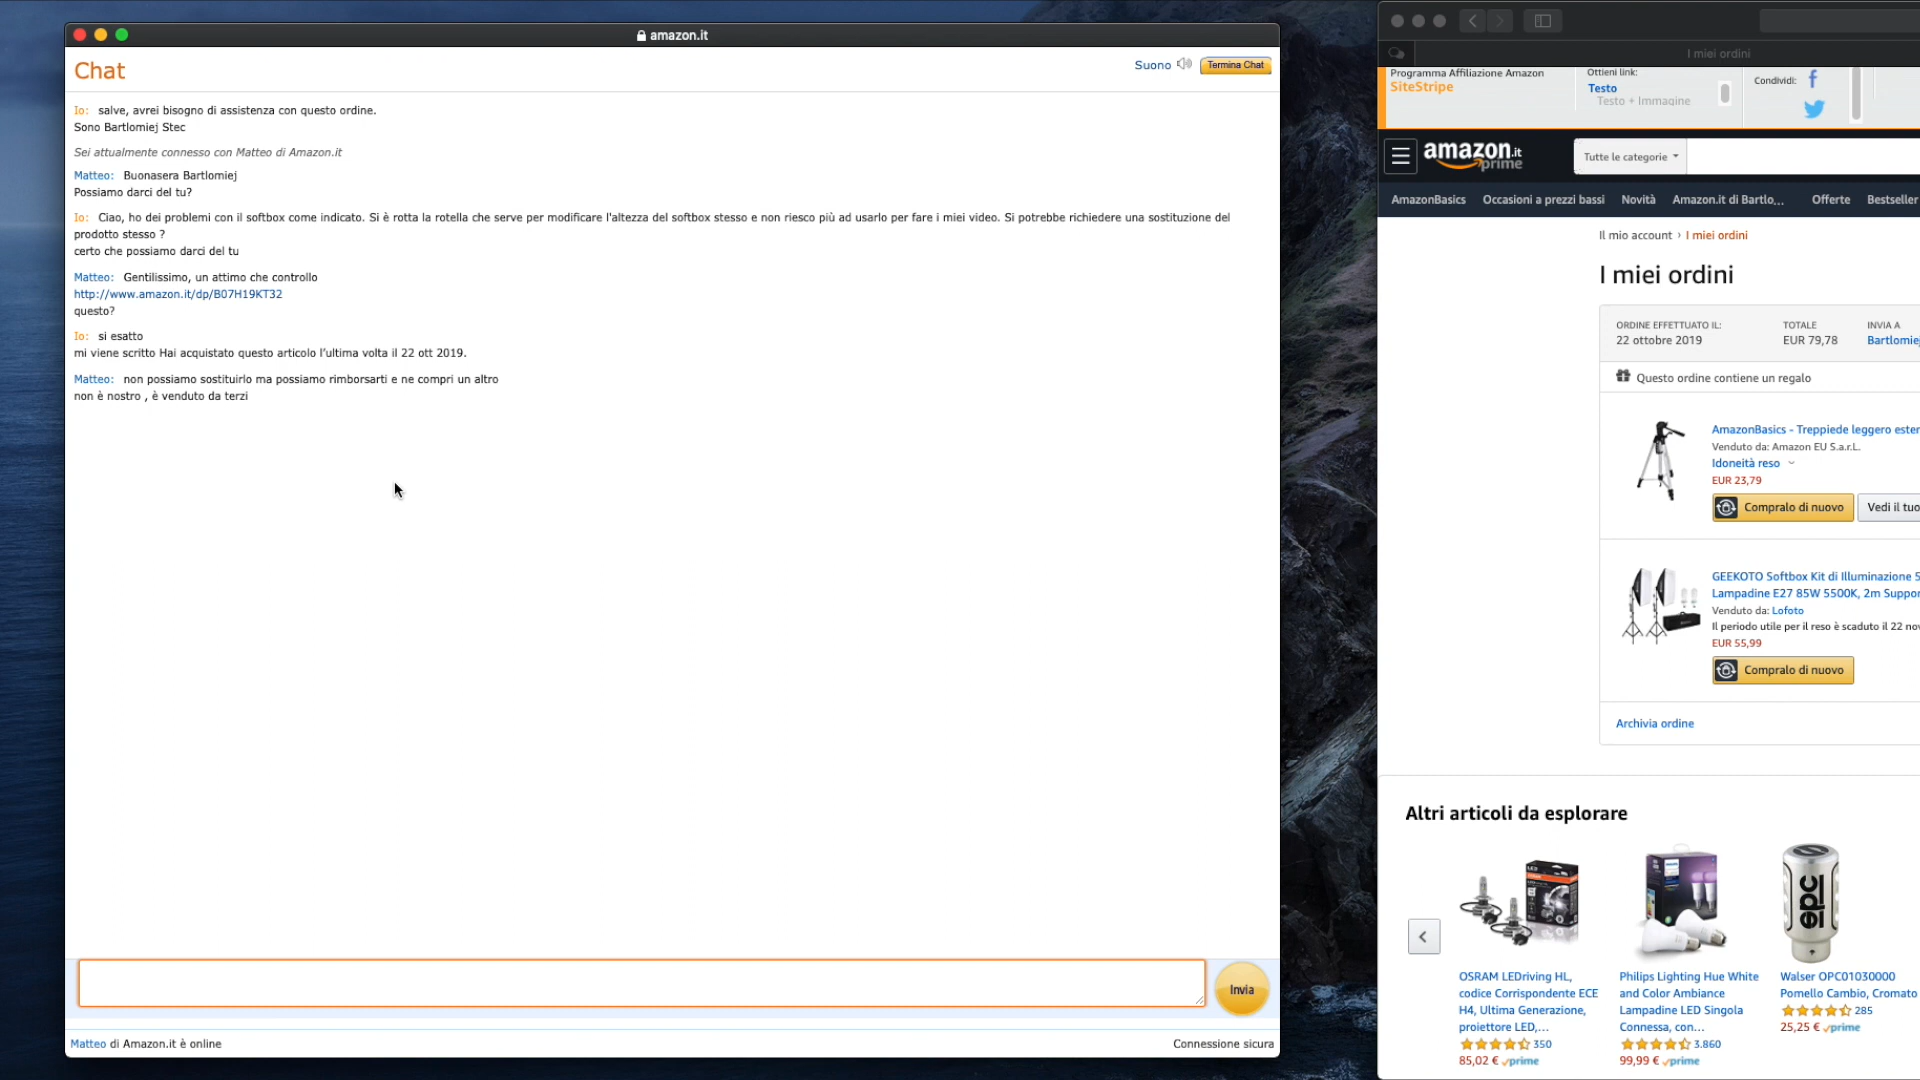 amazon.it
Chat
Suono
Termina Chat
Io: salve, avrei bisogno di assistenza con questo ordine.
Sono Bartlomiej Stec
Sei attualmente connesso con Matteo di Amazon.it
Matteo: Buonasera Bartlomiej
Possiamo darci del tu?
Io: Ciao, ho dei problemi con il softbox come indicato. Si è rotta la rotella che serve per modificare l'altezza del softbox stesso e non riesco più ad usarlo per fare i miei video. Si potrebbe richiedere una sostituzione del
prodotto stesso ?
certo che possiamo darci del tu
Matteo: Gentilissimo, un attimo che controllo
http://www.amazon.it/dp/B07H19KT32
questo?
Io: si esatto
mi viene scritto Hai acquistato questo articolo l'ultima volta il 22 ott 2019.
Matteo: non possiamo sostituirlo ma possiamo rimborsarti e ne compri un altro
non è nostro , è venduto da terzi
Invia
Matteo di Amazon.it è online
Connessione sicura
I miei ordini
Programma Affiliazione Amazon
SiteStripe
Ottieni link:
Testo
Testo + Immagine
Condividi:
amazon.it
prime
Tutte le categorie
AmazonBasics Occasioni a prezzi bassi Novità Amazon.it di Bartlo... Offerte Bestseller
Il mio account › I miei ordini
I miei ordini
ORDINE EFFETTUATO IL: TOTALE INVIA A
22 ottobre 2019 EUR 79,78 Bartlomiej
Questo ordine contiene un regalo
AmazonBasics - Treppiede leggero
Venduto da: Amazon EU S.a.r.L.
Idoneità reso
EUR 23,79
Compralo di nuovo Vedi il tuo
GEEKOTO Softbox Kit di Illuminazione
Lampadine E27 85W 5500K, 2m
Venduto da: Lofoto
Il periodo utile per il reso è scaduto il 22
EUR 55,99
Compralo di nuovo
Archivia ordine
Altri articoli da esplorare
epc
OSRAM LEDriving HL,
codice Corrispondente ECE
H4, Ultima Generazione,
proiettore LED,...
350
85,02 € prime
Philips Lighting Hue White
and Color Ambiance
Lampadine LED Singola
Connessa, con...
3.860
99,99 € prime
Walser OPC01030000
Pomello Cambio, Cromato
285
25,25 € prime